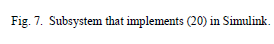 Fig. 7. Subsystem that implements (20) in Simulink.